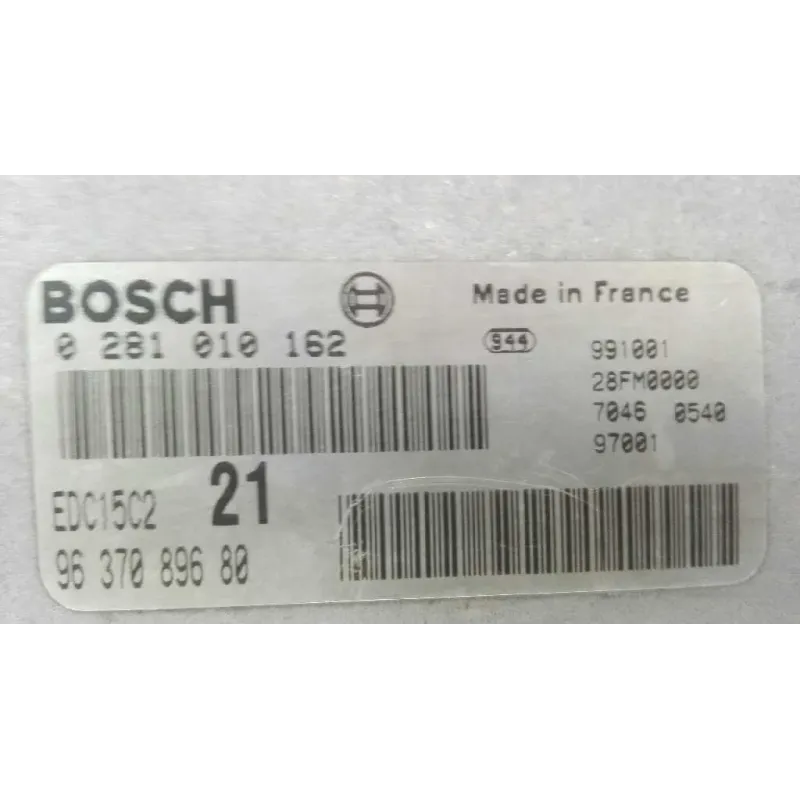 BOSCH
Made in France
0 281 010 162
944
991001
28FM0000
7046 0540
97001
EDC15C2 21
96 370 896 80